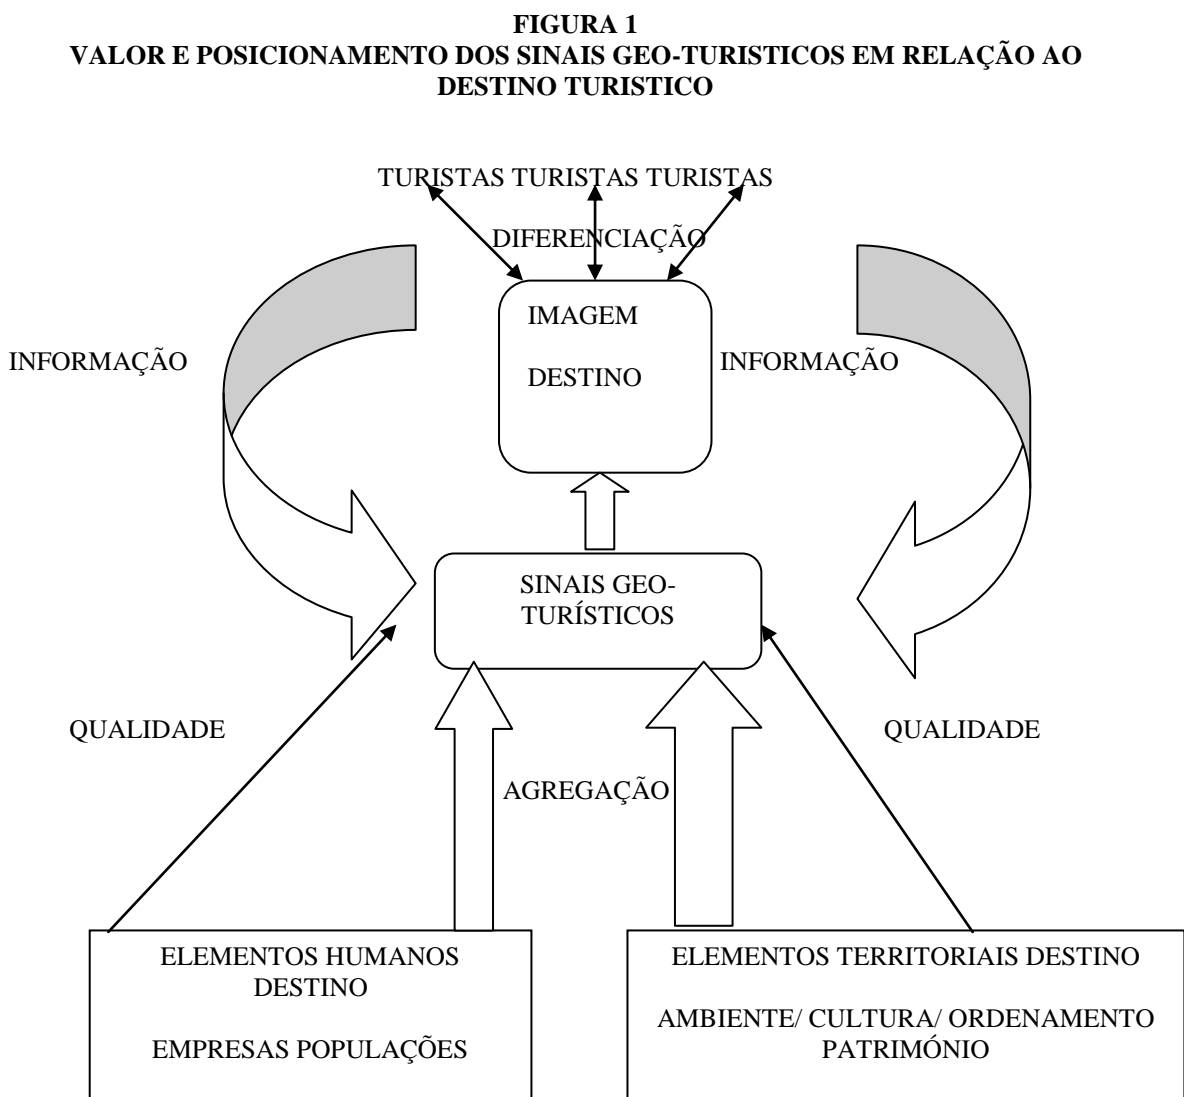 FIGURA 1
VALOR E POSICIONAMENTO DOS SINAIS GEO-TURISTICOS EM RELAÇÃO AO
DESTINO TURISTICO
TURISTAS TURISTAS TURISTAS
DIFERENCIAÇÃO
IMAGEM
INFORMAÇÃO
DESTINO
INFORMAÇÃO
SINAIS GEO-
TURÍSTICOS
QUALIDADE
QUALIDADE
AGREGAÇÃO
ELEMENTOS HUMANOS
DESTINO
EMPRESAS POPULAÇÕES
ELEMENTOS TERRITORIAIS DESTINO
AMBIENTE/ CULTURA/ ORDENAMENTO
PATRIMÓNIO